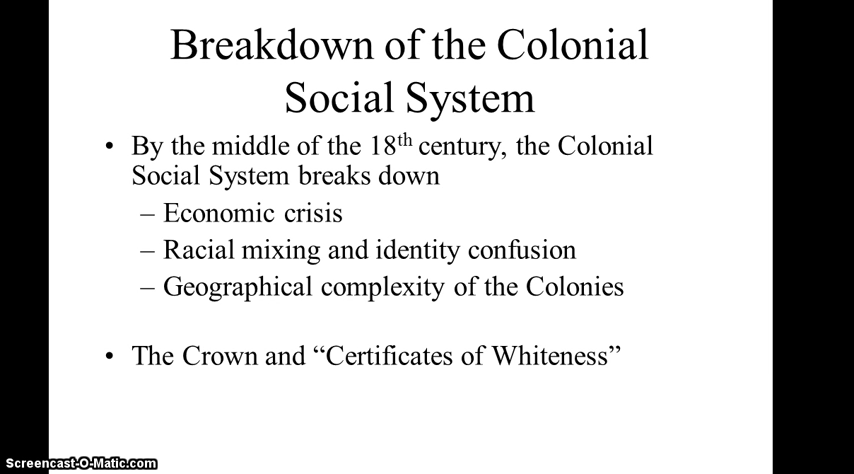 Breakdown of the Colonial
Social System
• By the middle of the 18th century, the Colonial
Social System breaks down
– Economic crisis
– Racial mixing and identity confusion
– Geographical complexity of the Colonies
• The Crown and “Certificates of Whiteness”
Screencast-O-Matic.com